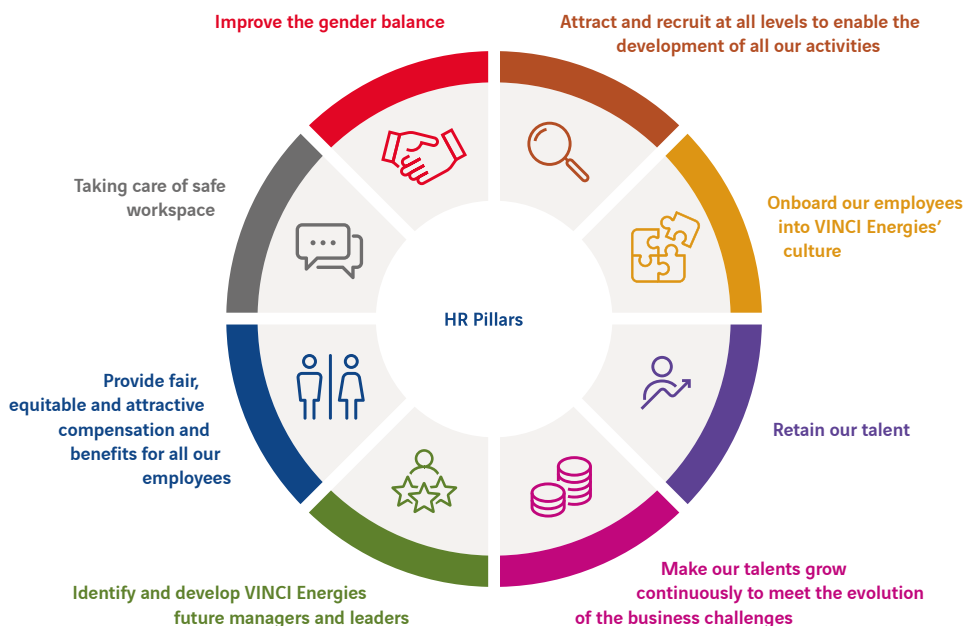 Improve the gender balance
Attract and recruit at all levels to enable the
development of all our activities
Taking care of safe
workspace
Onboard our employees
into VINCI Energies’
culture
HR Pillars
Provide fair,
equitable and attractive
compensation and
benefits for all our
employees
Retain our talent
Identify and develop VINCI Energies
future managers and leaders
Make our talents grow
continuously to meet the evolution
of the business challenges